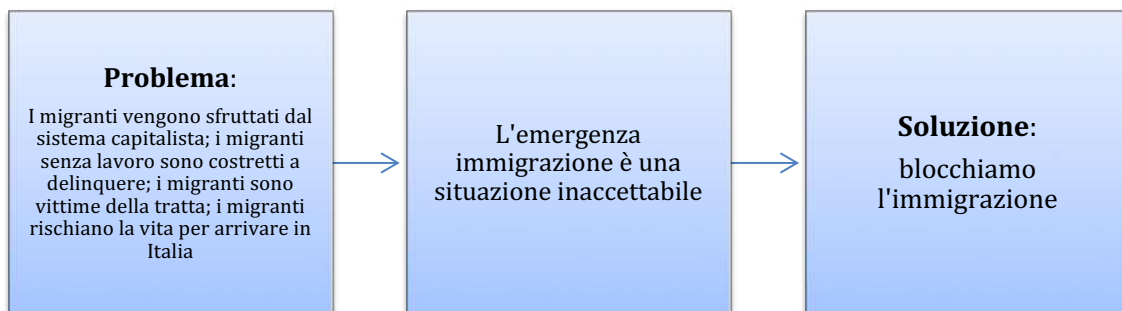 Problema:
I migranti vengono sfruttati dal
sistema capitalista; i migranti
senza lavoro sono costretti a
delinquere; i migranti sono
vittime della tratta; i migranti
rischiano la vita per arrivare in
Italia
L'emergenza
immigrazione è una
situazione inaccettabile
Soluzione:
blocchiamo
l'immigrazione